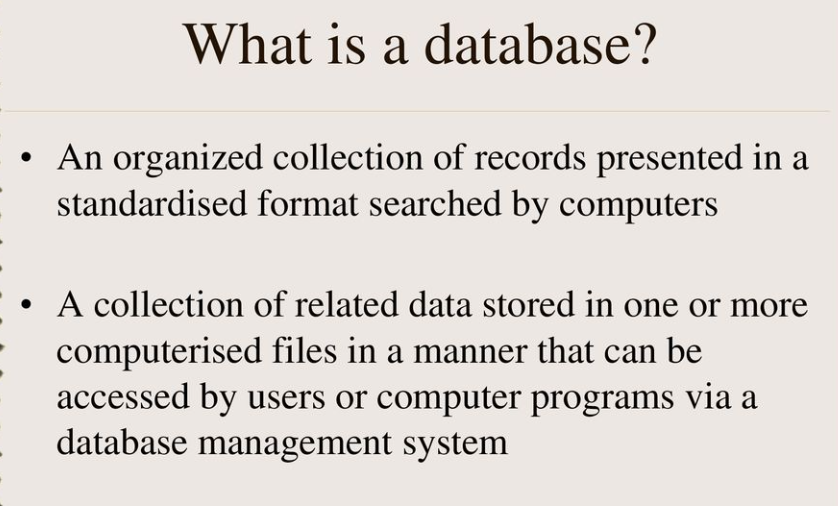 What is a database?
• An organized collection of records presented in a
standardised format searched by computers
• A collection of related data stored in one or more
computerised files in a manner that can be
accessed by users or computer programs via a
database management system